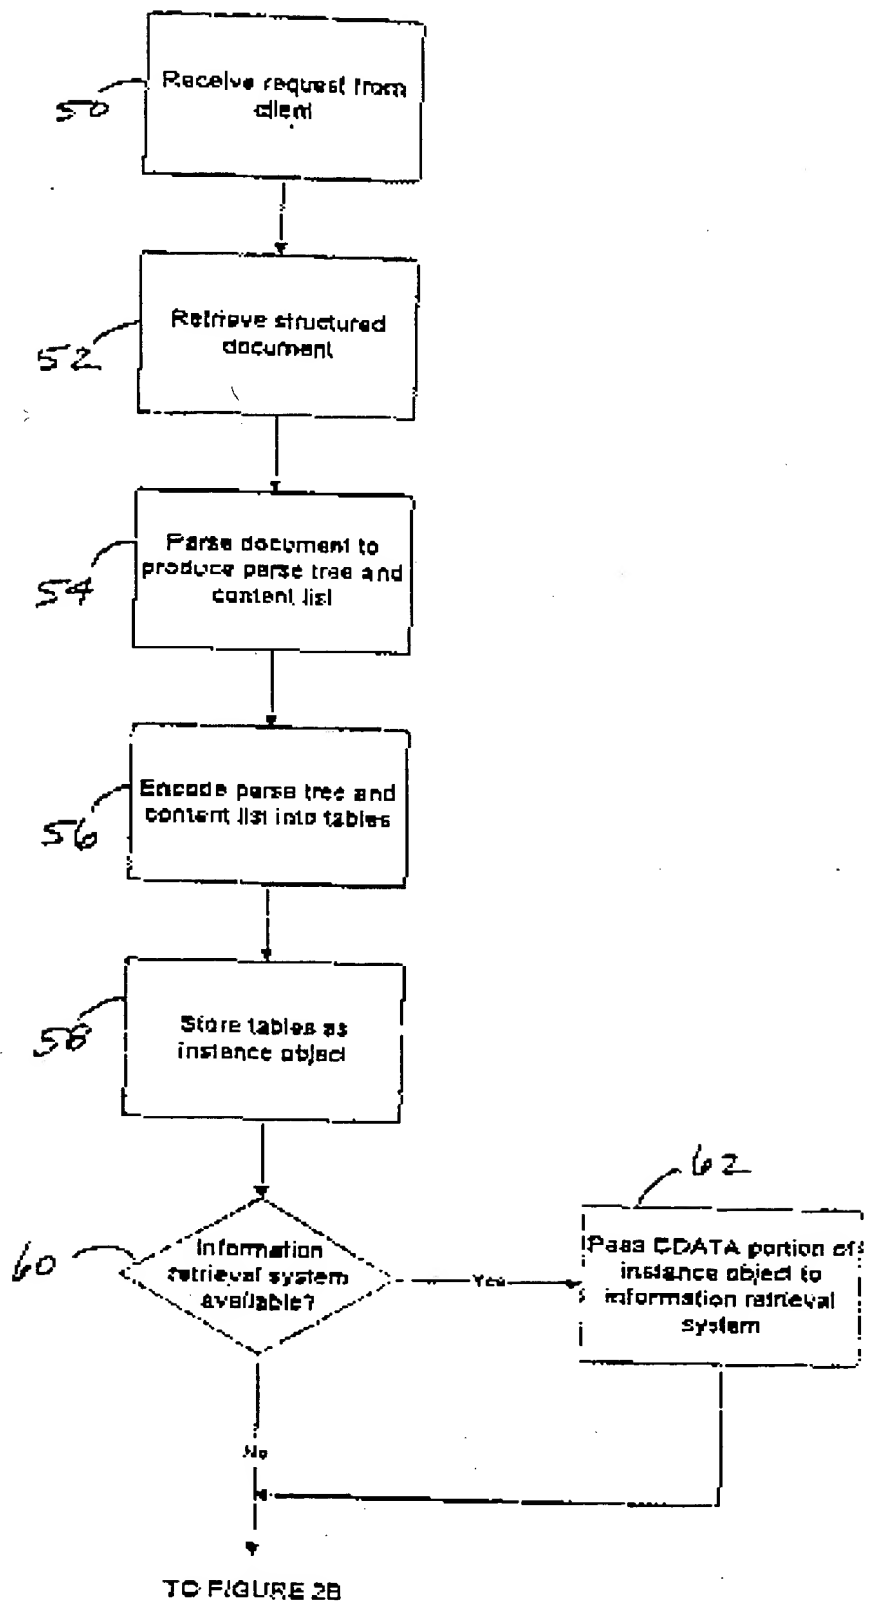 Receive request from
client
50
Retrieve structured
document
52
Parse document to
produce parse tree and
content list
54
Encode parse tree and
content list into tables
56
Store tables as
instance object
58
Information
retrieval system
available?
60
Yes
62
Pass CDATA portion of
instance object to
information retrieval
system
No
TO FIGURE 2B